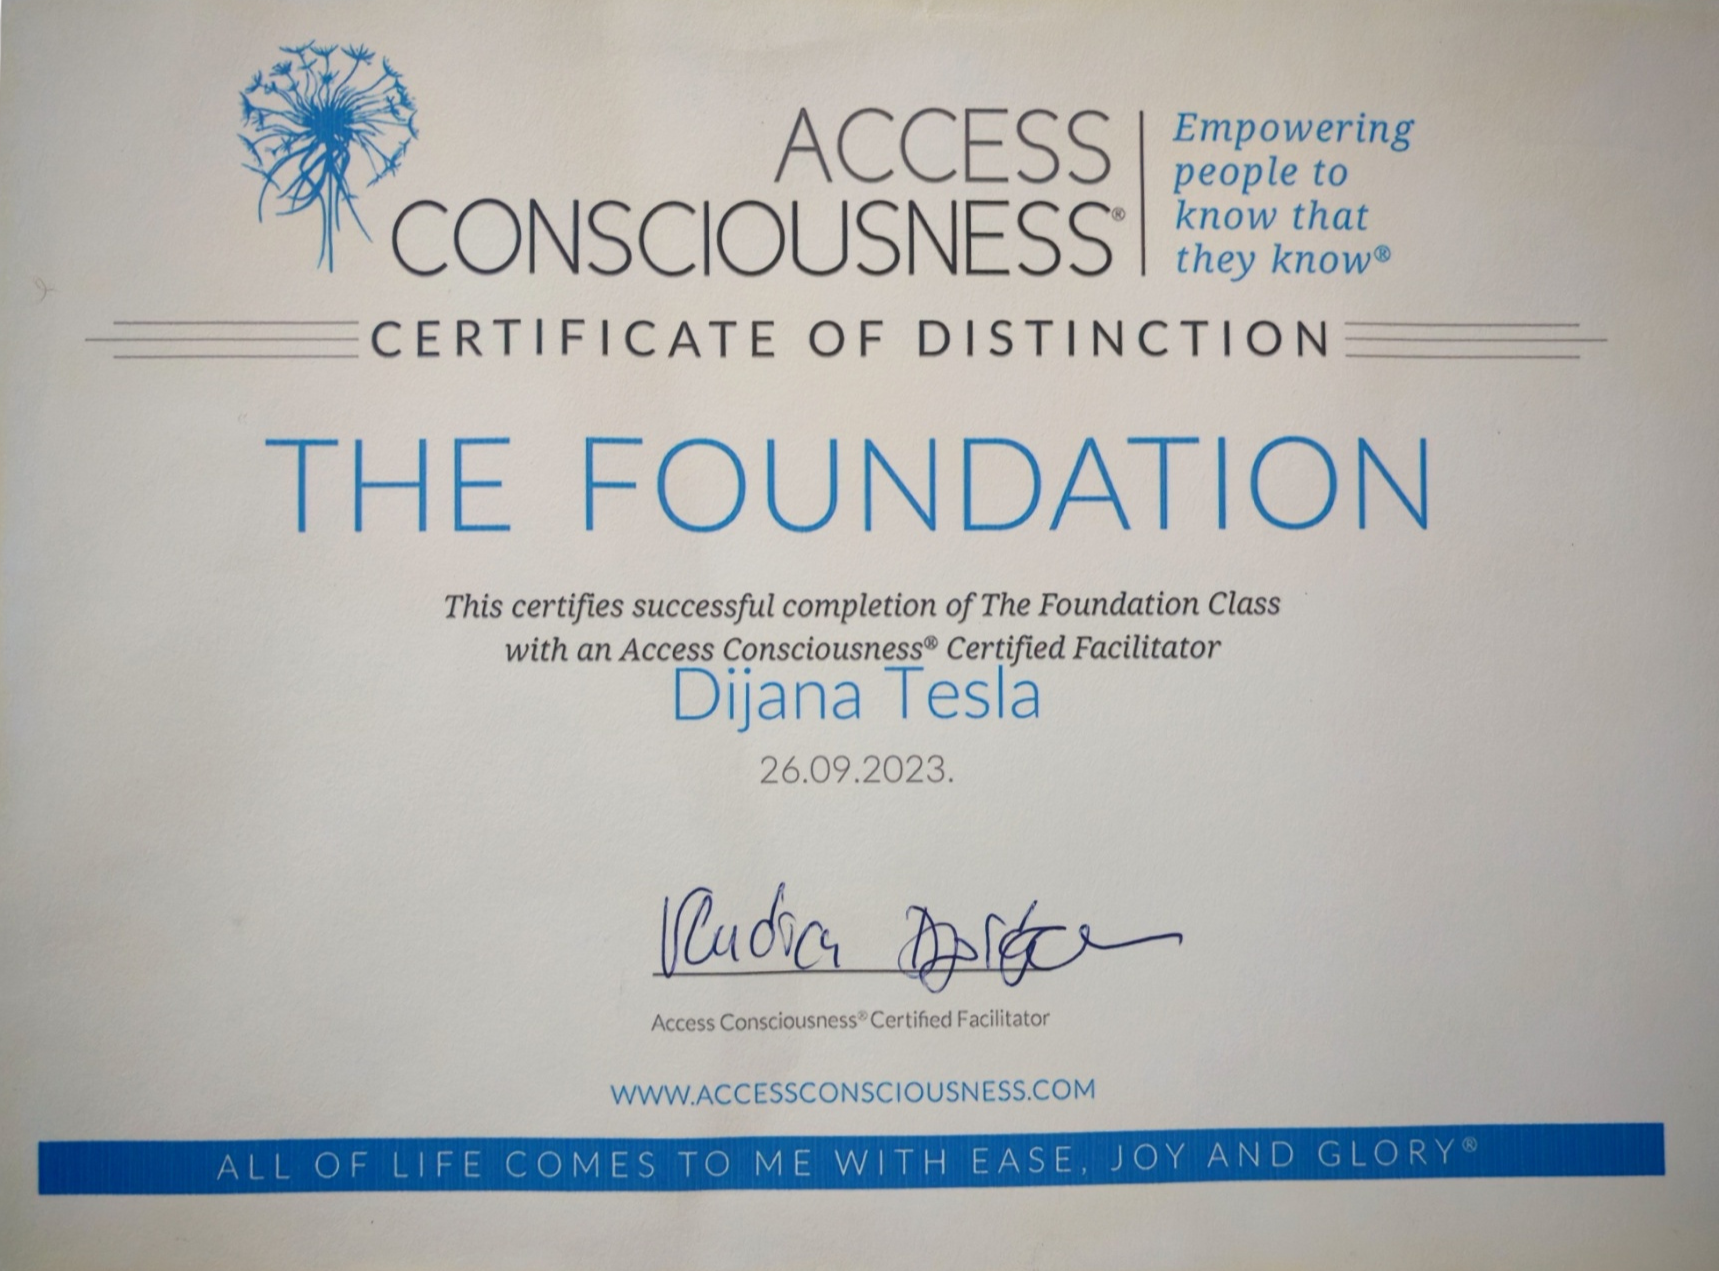 ACCESS
CONSCIOUSNESS®
Empowering
people to
know that
they know®
CERTIFICATE OF DISTINCTION
THE FOUNDATION
This certifies successful completion of The Foundation Class
with an Access Consciousness® Certified Facilitator
Dijana Tesla
26.09.2023.
Access Consciousness® Certified Facilitator
WWW.ACCESSCONSCIOUSNESS.COM
ALL OF LIFE COMES TO ME WITH EASE, JOY AND GLORY®